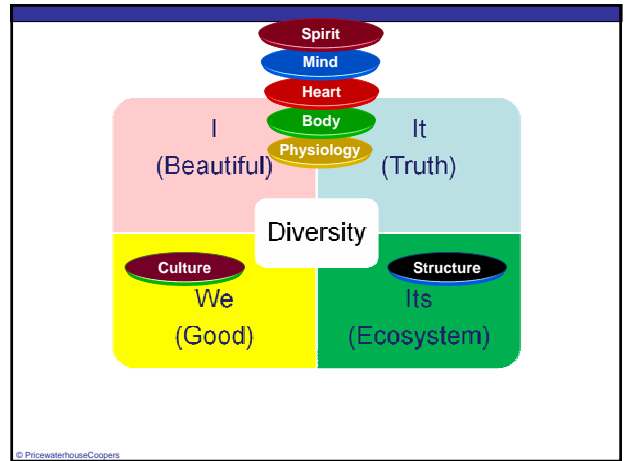 Spirit
Mind
Heart
Body
Physiology
I
(Beautiful)
It
(Truth)
Diversity
Culture
We
(Good)
Structure
Its
(Ecosystem)
© PricewaterhouseCoopers